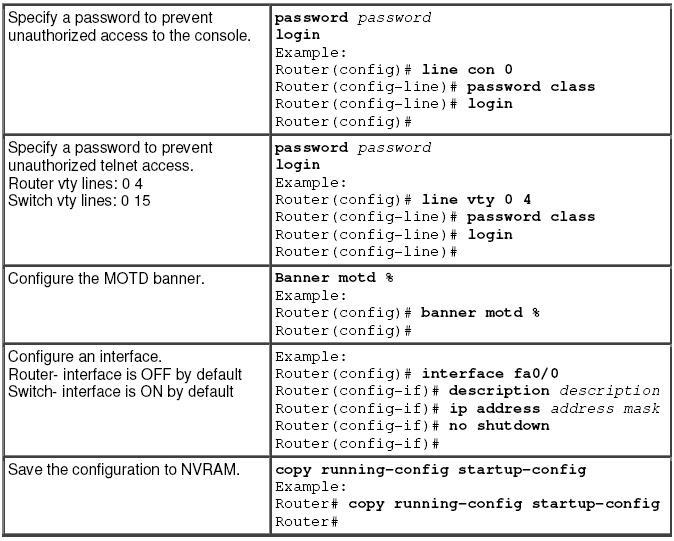 Specify a password to prevent
unauthorized access to the console.
password password
login
Example:
Router(config)# line con 0
Router(config-line)# password class
Router(config-line)# login
Router(config)#
Specify a password to prevent
unauthorized telnet access.
Router vty lines: 0 4
Switch vty lines: 0 15
password password
login
Example:
Router(config)# line vty 0 4
Router(config-line)# password class
Router(config-line)# login
Router(config-line)#
Configure the MOTD banner.
Banner motd %
Example:
Router(config)# banner motd %
Router(config)#
Configure an interface.
Router- interface is OFF by default
Switch- interface is ON by default
Example:
Router(config)# interface fa0/0
Router(config-if)# description description
Router(config-if)# ip address address mask
Router(config-if)# no shutdown
Router(config-if)#
Save the configuration to NVRAM.
copy running-config startup-config
Example:
Router# copy running-config startup-config
Router#